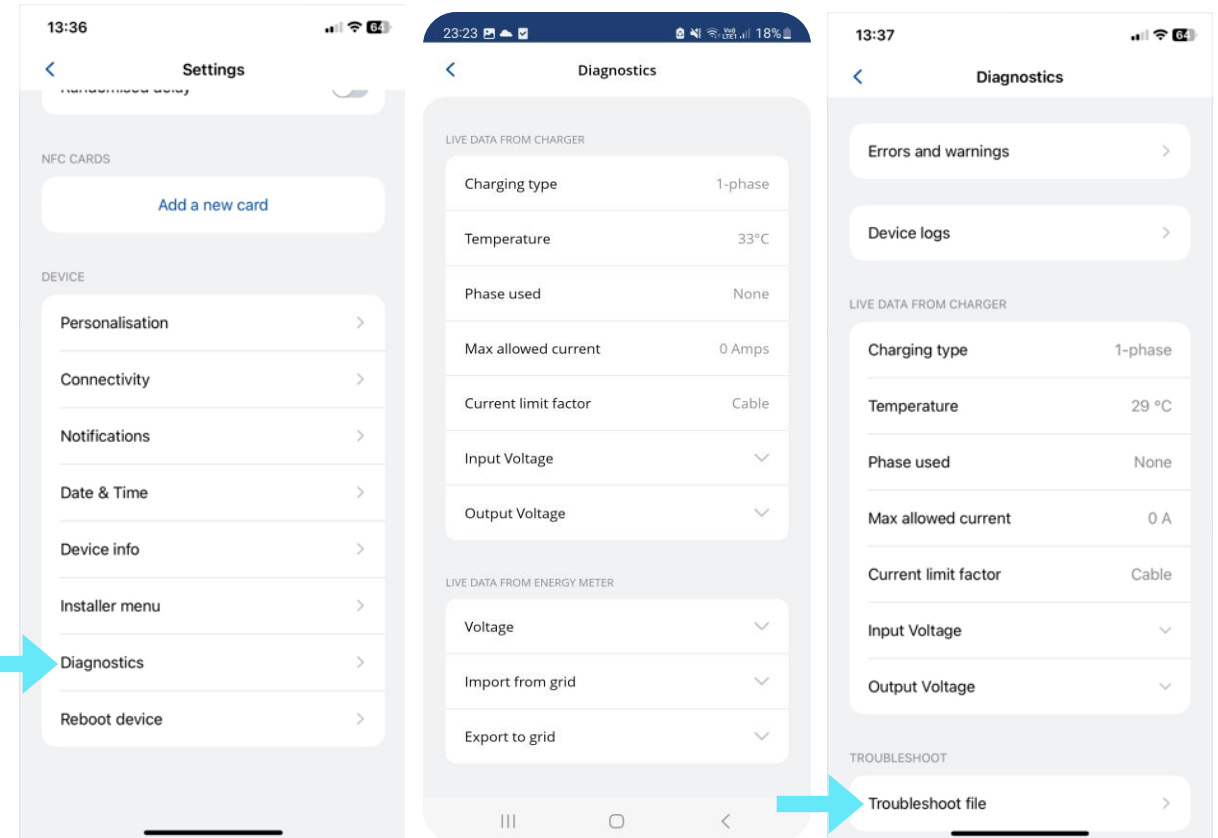 13:36
64
Settings
Randomised delay
NFC CARDS
Add a new card
DEVICE
Personalisation
Connectivity
Notifications
Date & Time
Device info
Installer menu
Diagnostics
Reboot device
23:23
18%
Diagnostics
LIVE DATA FROM CHARGER
Charging type 1-phase
Temperature 33°C
Phase used None
Max allowed current 0 Amps
Current limit factor Cable
Input Voltage
Output Voltage
LIVE DATA FROM ENERGY METER
Voltage
Import from grid
Export to grid
13:37
64
Diagnostics
Errors and warnings
Device logs
LIVE DATA FROM CHARGER
Charging type 1-phase
Temperature 29 °C
Phase used None
Max allowed current 0 A
Current limit factor Cable
Input Voltage
Output Voltage
TROUBLESHOOT
Troubleshoot file